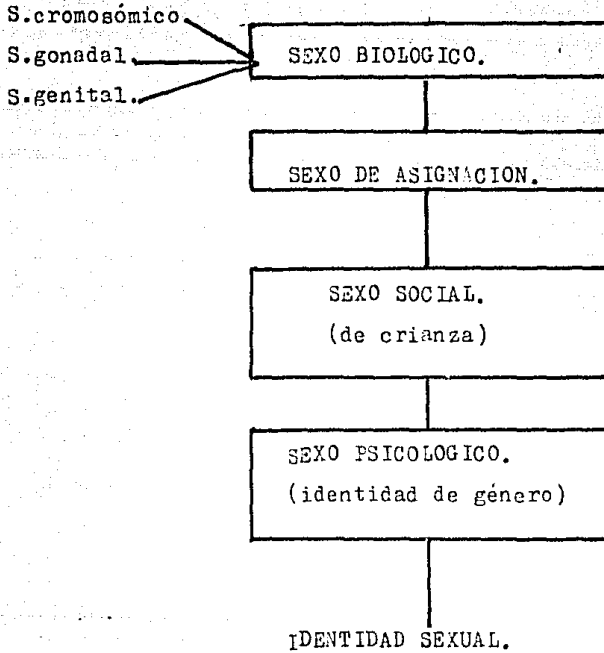 S.cromosómico.
S.gonadal.
S.genital.
SEXO BIOLOGICO.
SEXO DE ASIGNACION.
SEXO SOCIAL.
(de crianza)
SEXO PSICOLOGICO.
(identidad de género)
IDENTIDAD SEXUAL.